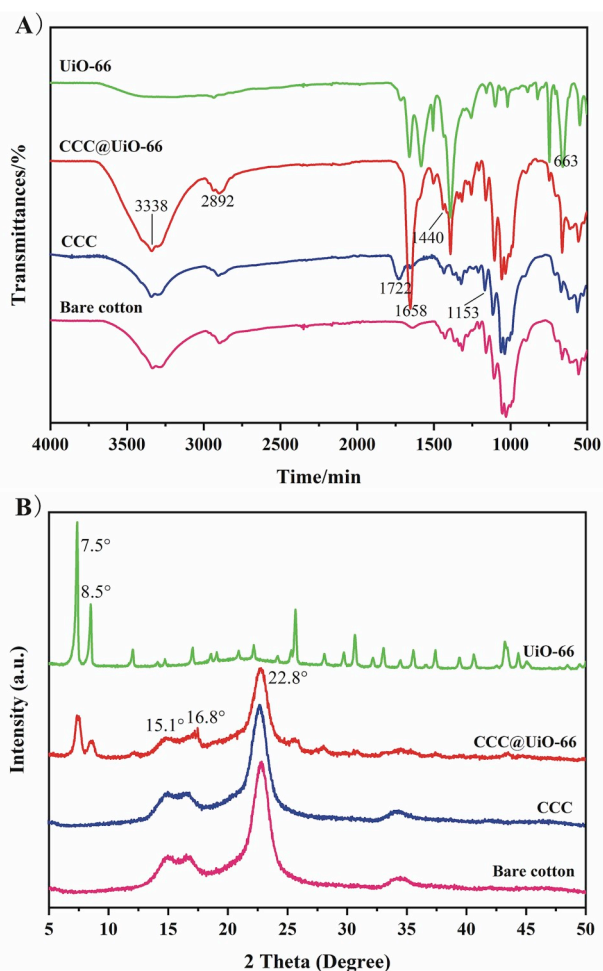 A)
UiO-66
CCC@UiO-66
3338
2892
663
CCC
1440
1722
1658
1153
Bare cotton
Transmittances/%
4000 3500 3000 2500 2000 1500 1000 500
Time/min
B)
7.5°
8.5°
UiO-66
22.8°
15.1° 16.8°
CCC@UiO-66
CCC
Bare cotton
Intensity (a.u.)
5 10 15 20 25 30 35 40 45 50
2 Theta (Degree)